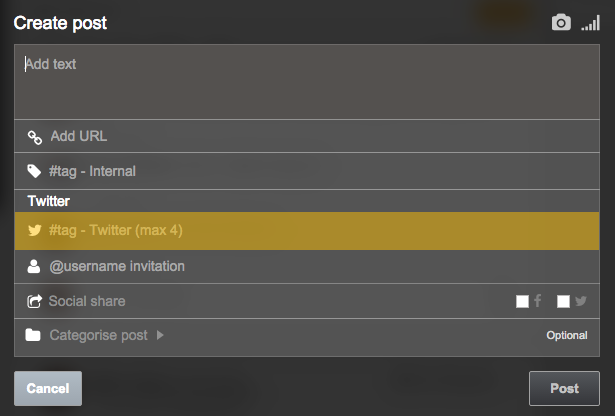 Create post
Add text
Add URL
#tag - Internal
Twitter
#tag - Twitter (max 4)
@username invitation
Social share
Categorise post
Optional
Cancel
Post